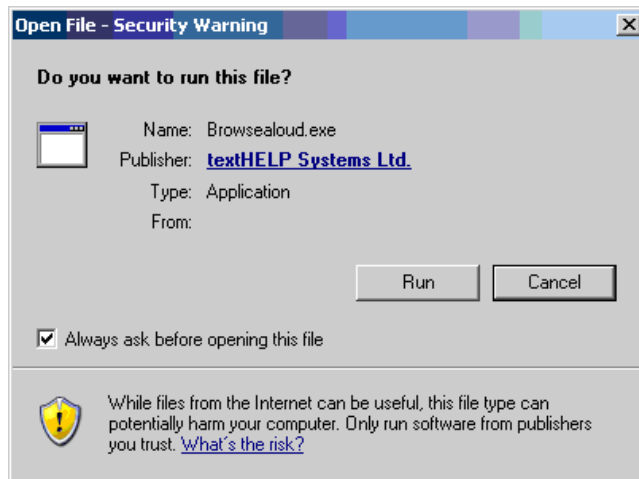 Open File - Security Warning
Do you want to run this file?
Name: Browsealoud.exe
Publisher: textHELP Systems Ltd.
Type: Application
From:
Run Cancel
Always ask before opening this file
While files from the Internet can be useful, this file type can
potentially harm your computer. Only run software from publishers
you trust. What's the risk?